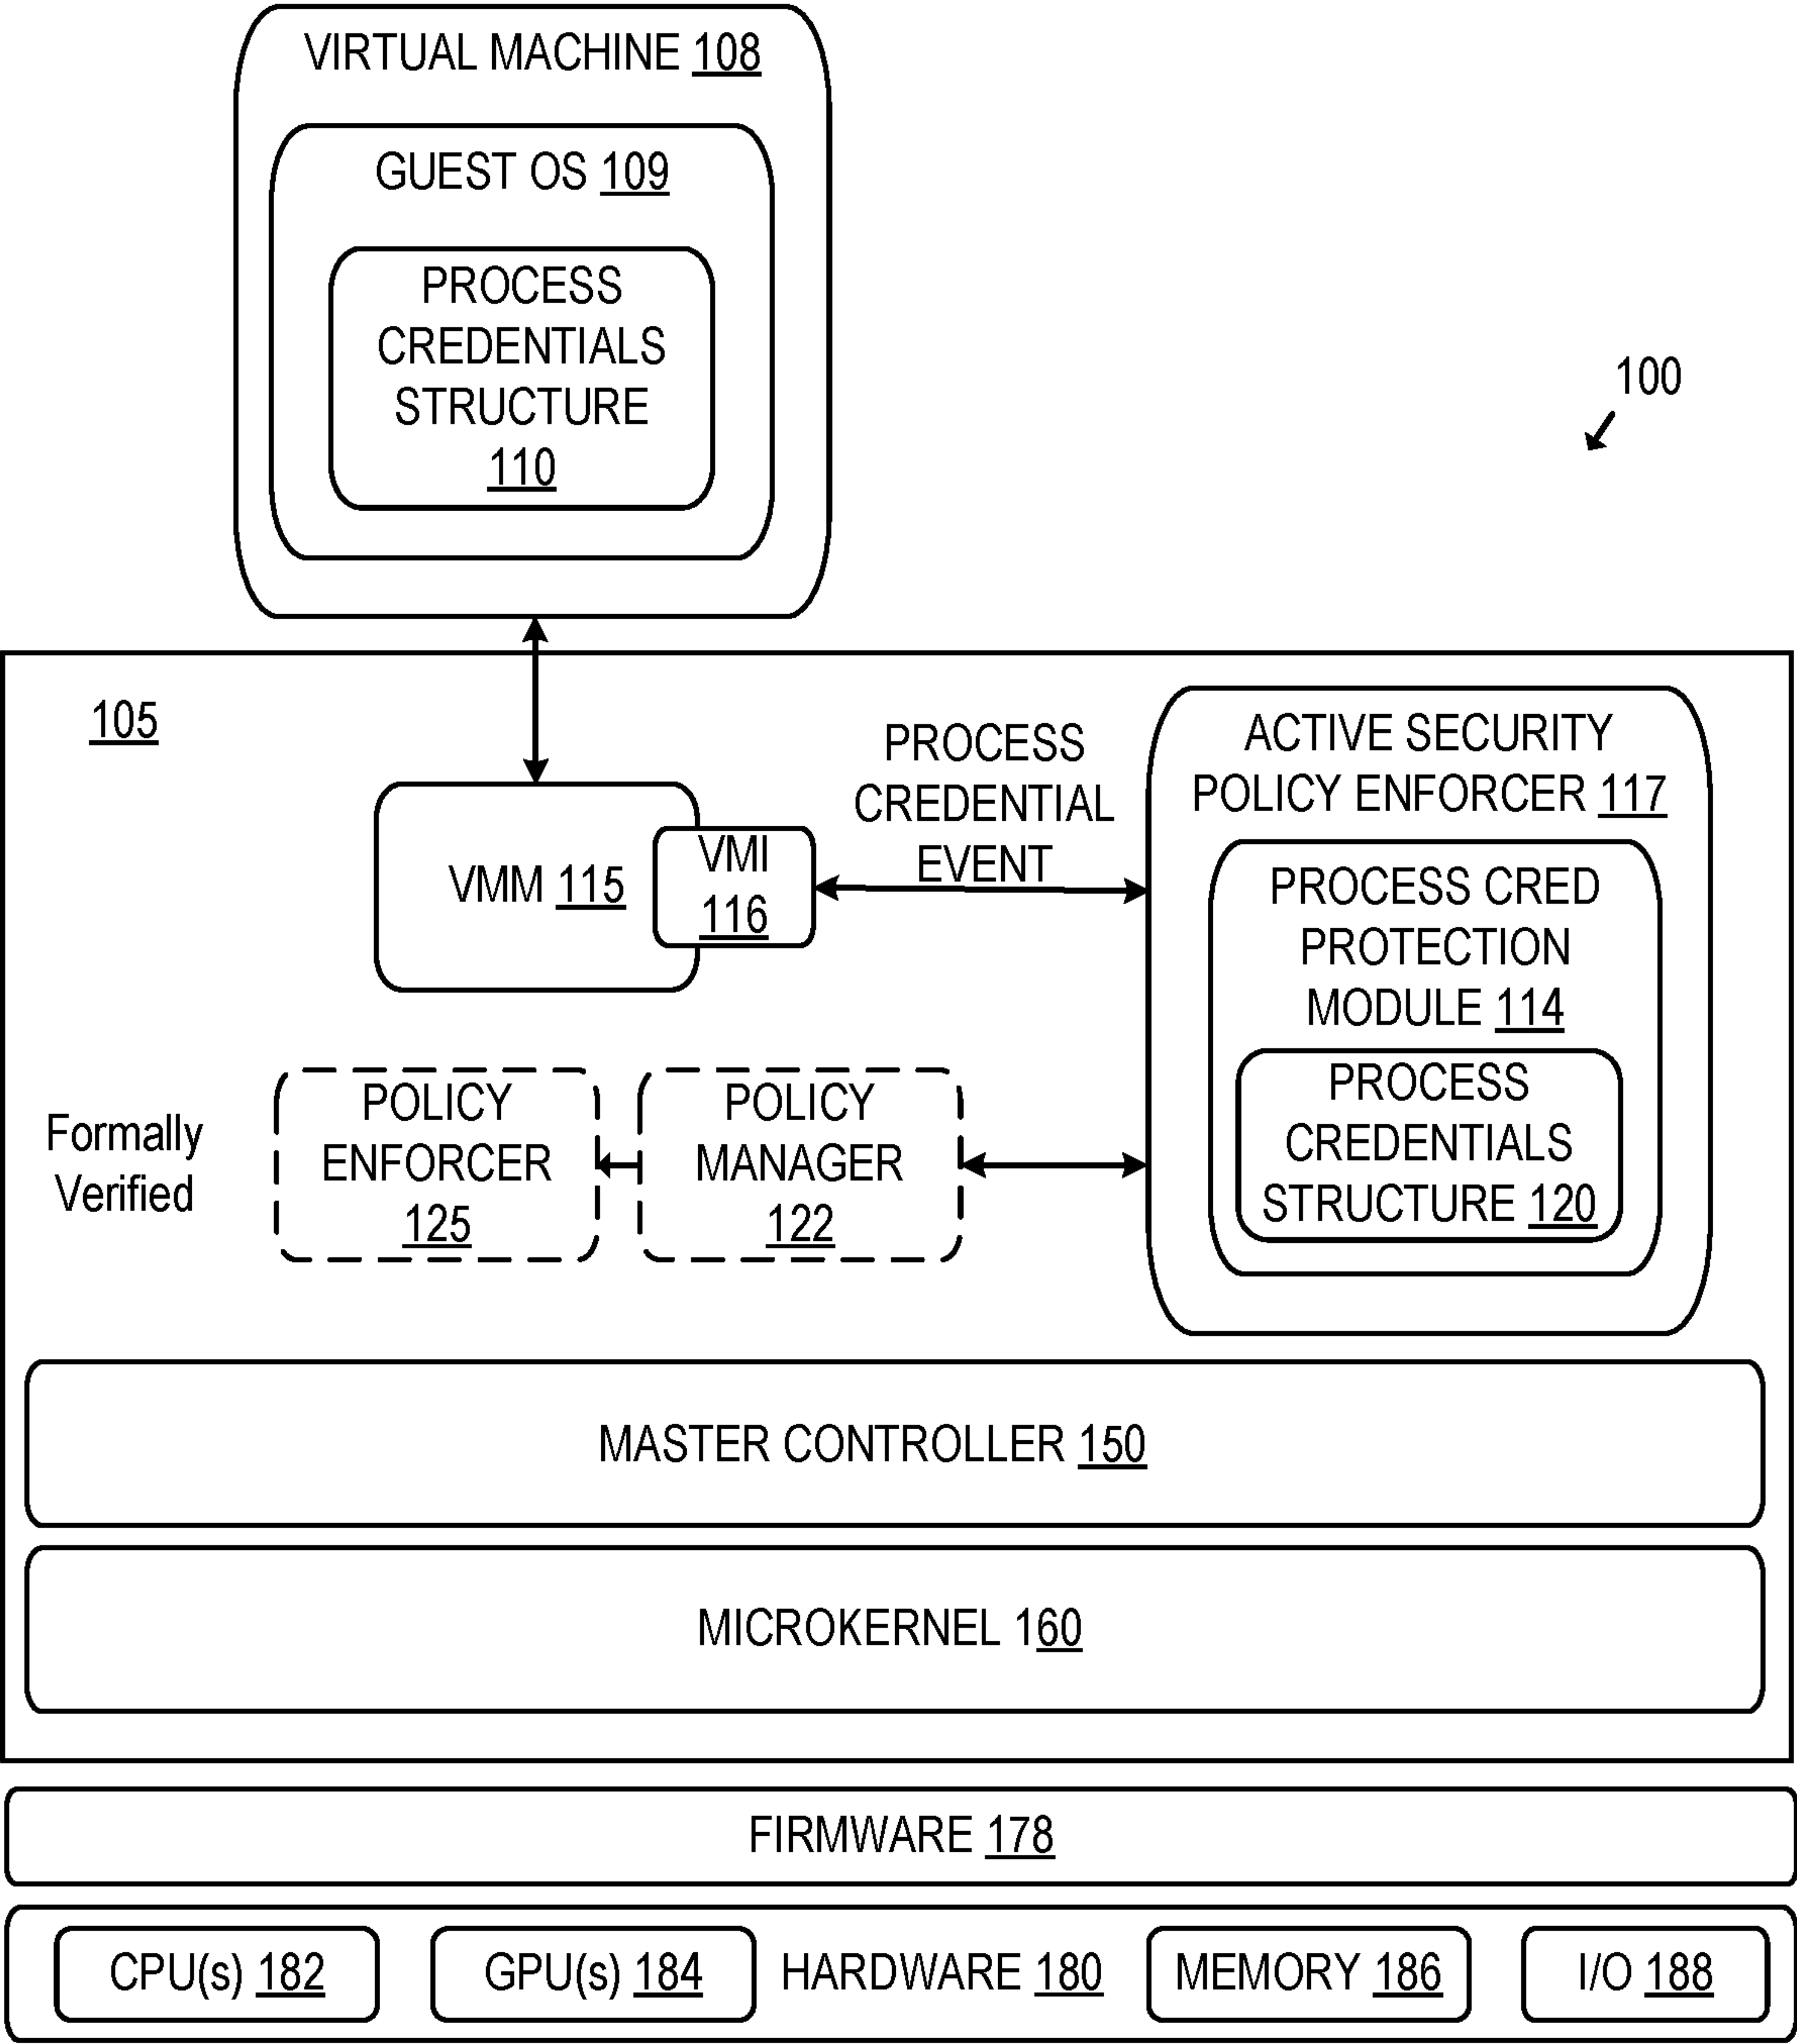 VIRTUAL MACHINE 108
GUEST OS 109
PROCESS
CREDENTIALS
STRUCTURE
110
100
105
PROCESS
CREDENTIAL
EVENT
ACTIVE SECURITY
POLICY ENFORCER 117
VMM 115
VMI
116
PROCESS CRED
PROTECTION
MODULE 114
PROCESS
CREDENTIALS
STRUCTURE 120
Formally
Verified
POLICY
ENFORCER
125
POLICY
MANAGER
122
MASTER CONTROLLER 150
MICROKERNEL 160
FIRMWARE 178
CPU(s) 182
GPU(s) 184
HARDWARE 180
MEMORY 186
I/O 188